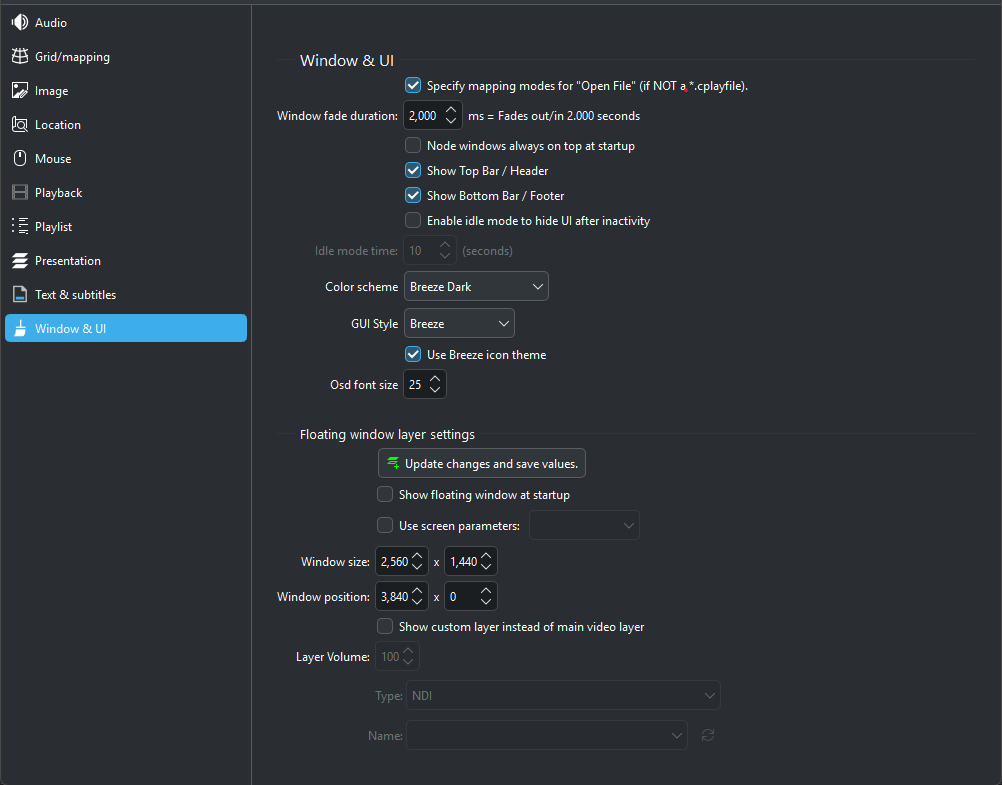 Audio
Grid/mapping
Image
Location
Mouse
Playback
Playlist
Presentation
Text & subtitles
Window & UI
Window & UI
Specify mapping modes for "Open File" (if NOT a *.cplayfile).
Window fade duration: 2,000 ms = Fades out/in 2.000 seconds
Node windows always on top at startup
Show Top Bar / Header
Show Bottom Bar / Footer
Enable idle mode to hide UI after inactivity
Idle mode time: 10 (seconds)
Color scheme Breeze Dark
GUI Style Breeze
Use Breeze icon theme
Osd font size 25
Floating window layer settings
Update changes and save values.
Show floating window at startup
Use screen parameters:
Window size: 2,560 x 1,440
Window position: 3,840 x 0
Show custom layer instead of main video layer
Layer Volume: 100
Type: NDI
Name: